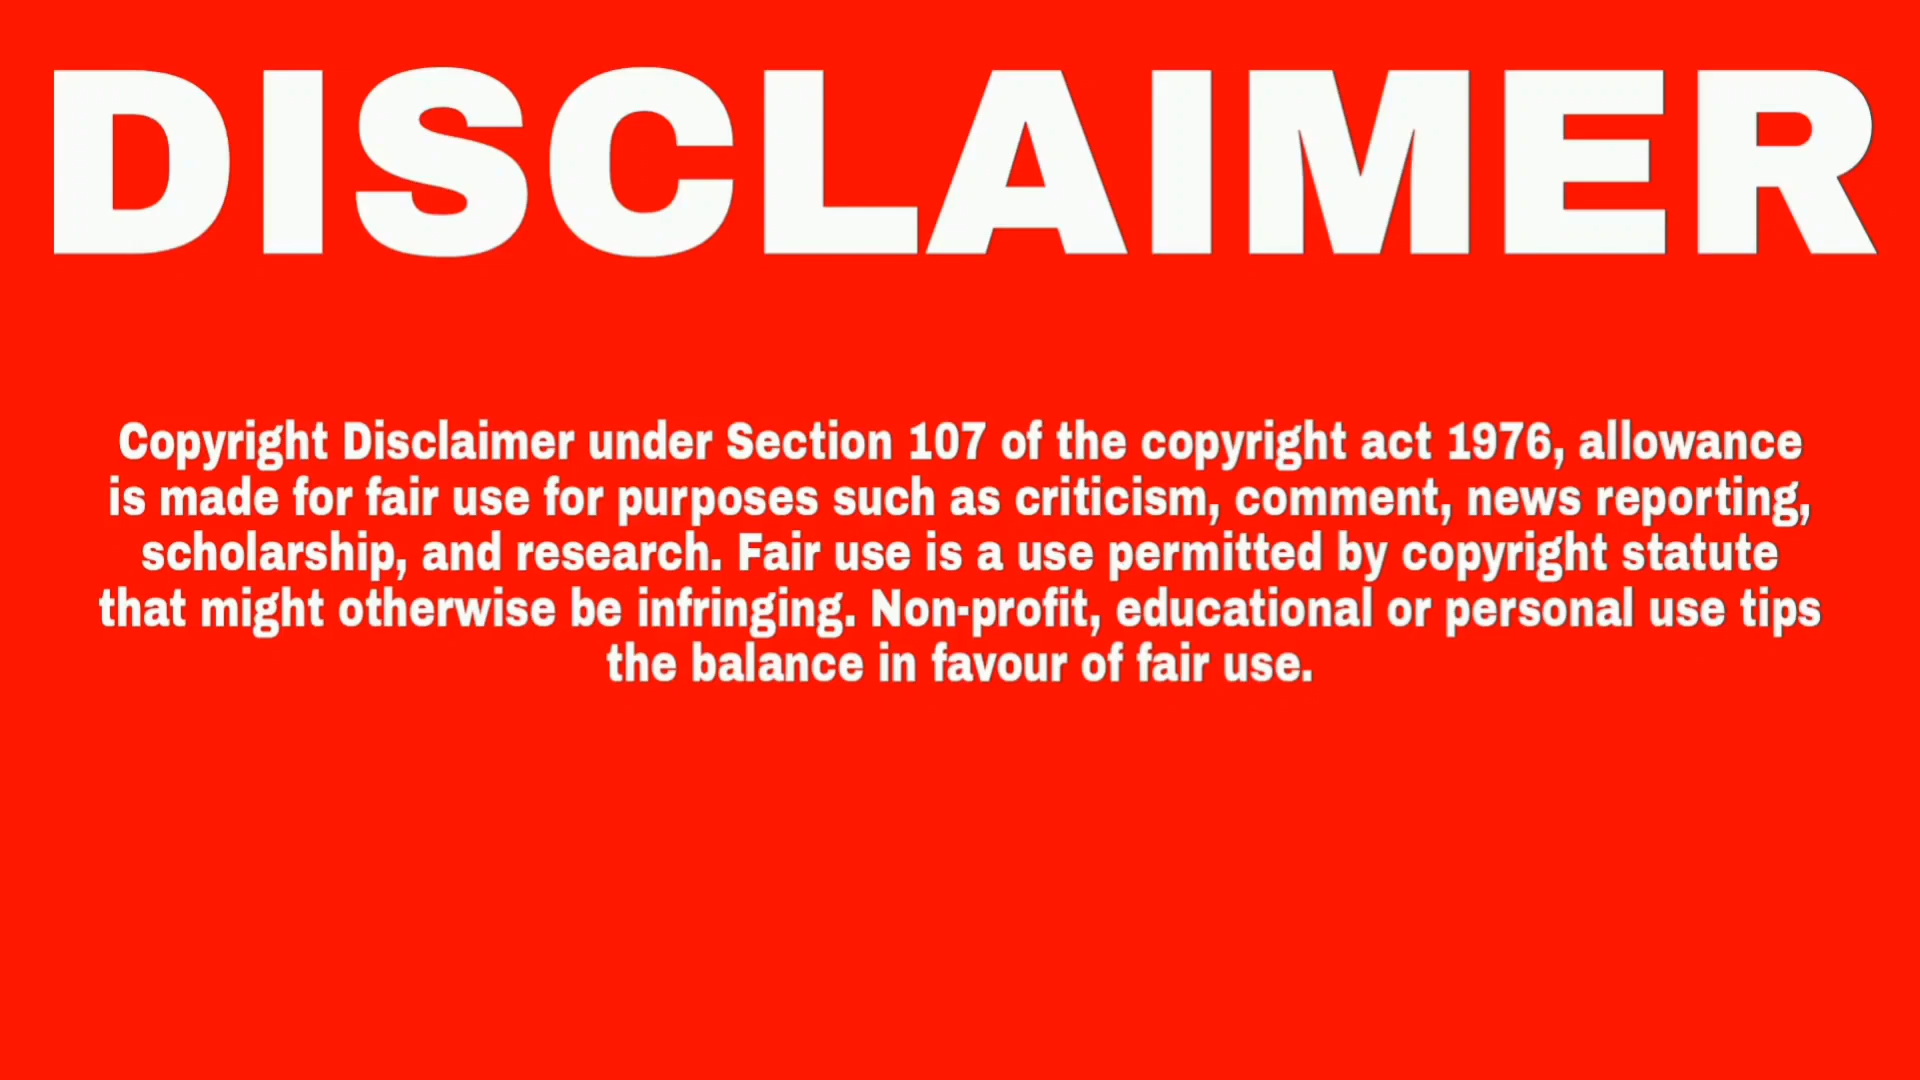 DISCLAIMER
Copyright Disclaimer under Section 107 of the copyright act 1976, allowance
is made for fair use for purposes such as criticism, comment, news reporting,
scholarship, and research. Fair use is a use permitted by copyright statute
that might otherwise be infringing. Non-profit, educational or personal use tips
the balance in favour of fair use.